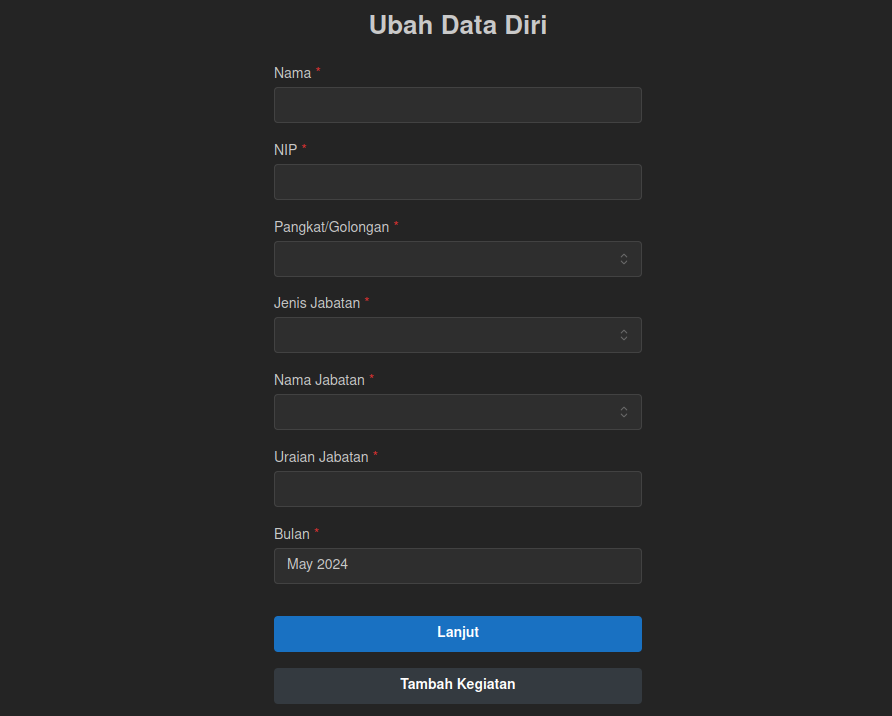 Ubah Data Diri
Nama *
NIP *
Pangkat/Golongan *
Jenis Jabatan *
Nama Jabatan *
Uraian Jabatan *
Bulan *
May 2024
Lanjut
Tambah Kegiatan